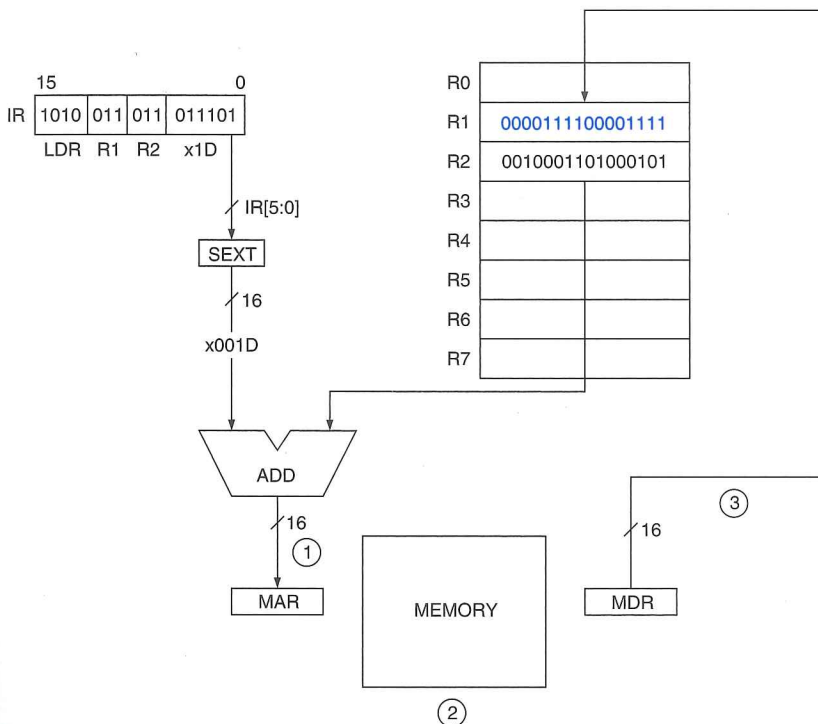 15 0
IR 1010 011 011 011101
LDR R1 R2 x1D
IR[5:0]
SEXT
16
x001D
ADD
16
1
MAR
R0
R1 0000111100001111
R2 0010001101000101
R3
R4
R5
R6
R7
MEMORY
2
3
16
MDR